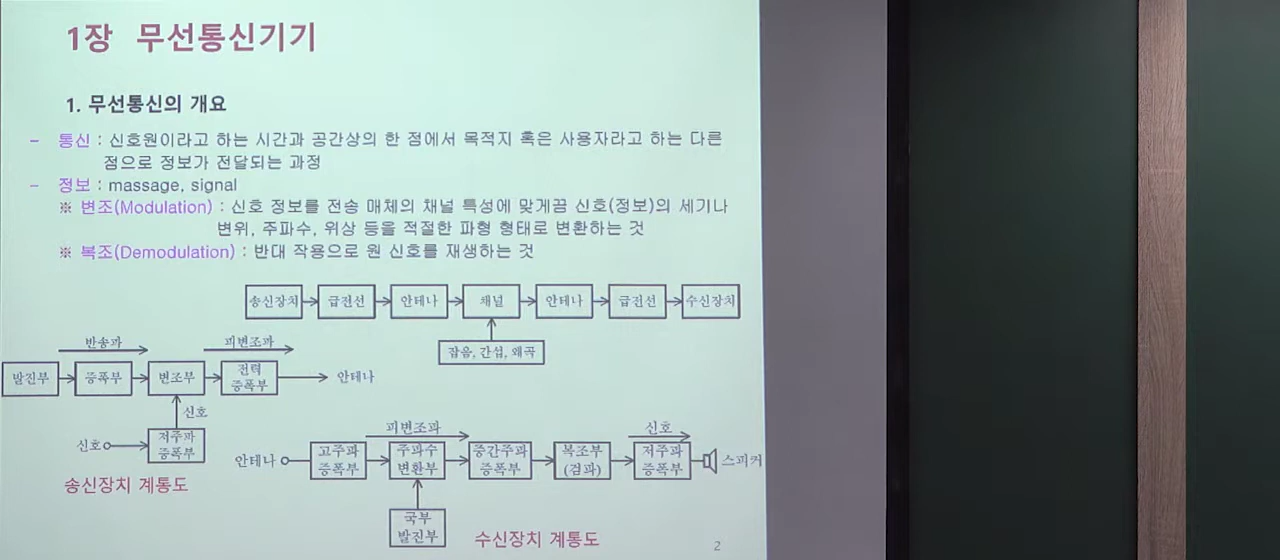 1장 무선통신기기
1. 무선통신의 개요
- 통신 : 신호원이라고 하는 시간과 공간상의 한 점에서 목적지 혹은 사용자라고 하는 다른
점으로 정보가 전달되는 과정
- 정보 : massage, signal
※ 변조(Modulation) : 신호 정보를 전송 매체의 채널 특성에 맞게끔 신호(정보)의 세기나
변위, 주파수, 위상 등을 적절한 파형 형태로 변환하는 것
※ 복조(Demodulation) : 반대 작용으로 원 신호를 재생하는 것
송신장치 급전선 안테나 채널 안테나 급전선 수신장치
잡음, 간섭, 왜곡
반송파 피변조파
발진부 증폭부 변조부 전력
증폭부 안테나
신호
신호 저주파
증폭부
송신장치 계통도
피변조파 신호
안테나 고주파
증폭부 주파수
변환부 중간주파
증폭부 복조부
(검파) 저주파
증폭부 스피커
국부
발진부
수신장치 계통도
2